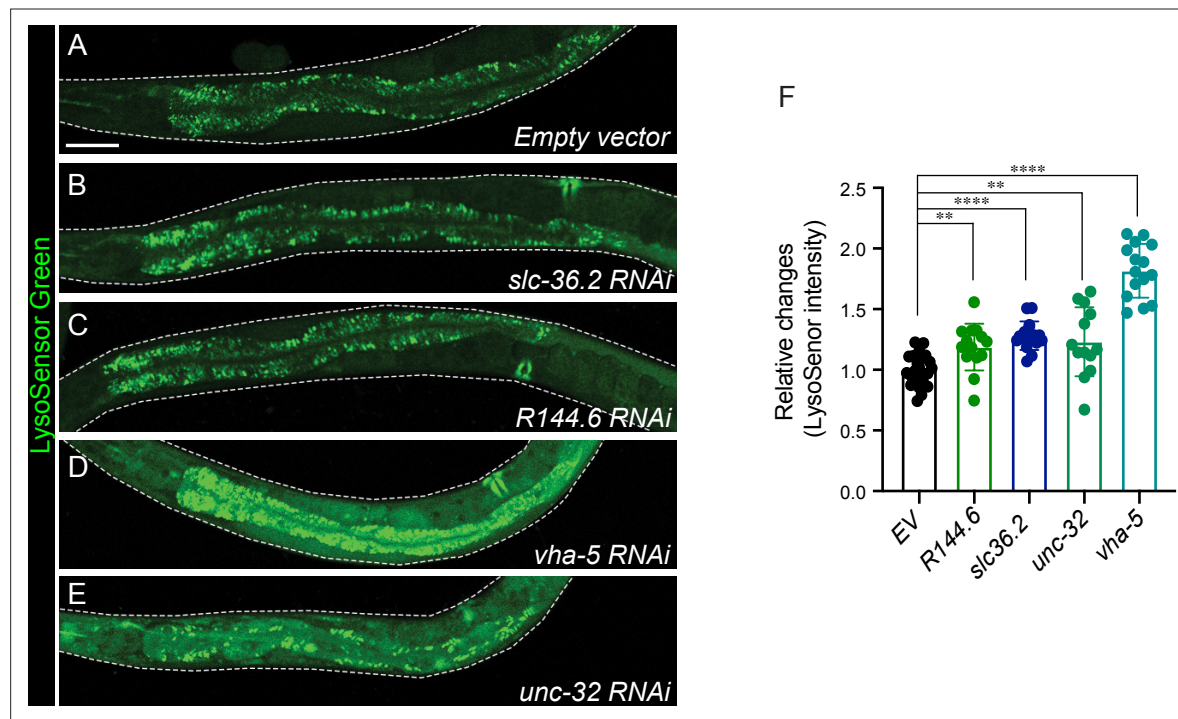 LysoSensor Green
A
Empty vector
B
slc-36.2 RNAi
C
R144.6 RNAi
D
vha-5 RNAi
E
unc-32 RNAi
F
****
**
****
**
Relative changes
(LysoSenor intensity)
2.5
2.0
1.5
1.0
0.5
0.0
EV
R144.6
slc36.2
unc-32
vha-5